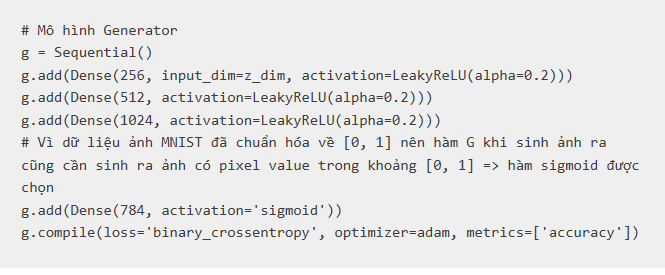 # Mô hình Generator
g = Sequential()
g.add(Dense(256, input_dim=z_dim, activation=LeakyReLU(alpha=0.2)))
g.add(Dense(512, activation=LeakyReLU(alpha=0.2)))
g.add(Dense(1024, activation=LeakyReLU(alpha=0.2)))
# Vì dữ liệu ảnh MNIST đã chuẩn hóa về [0, 1] nên hàm G khi sinh ảnh ra
cũng cần sinh ra ảnh có pixel value trong khoảng [0, 1] => hàm sigmoid được
chọn
g.add(Dense(784, activation='sigmoid'))
g.compile(loss='binary_crossentropy', optimizer=adam, metrics=['accuracy'])